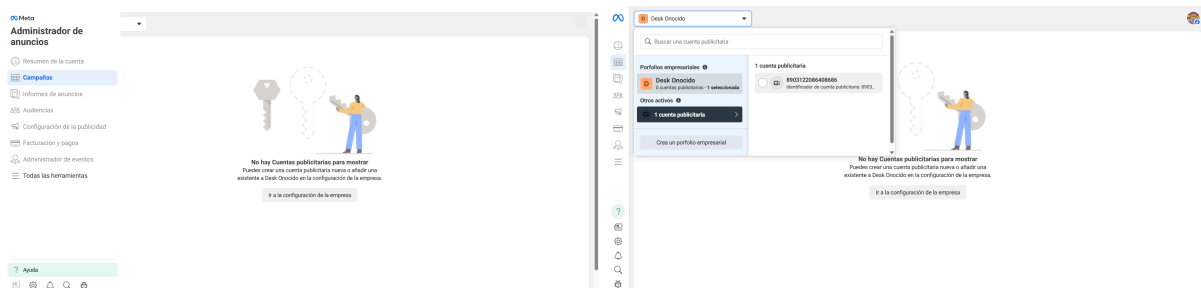 Meta
Administrador de
anuncios
Resumen de la cuenta
Campañas
Informes de anuncios
Audiencias
Configuración de la publicidad
Facturación y pagos
Administrador de eventos
Todas las herramientas
Ayuda
No hay Cuentas publicitarias para mostrar
Puedes crear una cuenta publicitaria nueva o añadir una
existente a Desk Onocido en la configuración de la empresa.
Ir a la configuración de la empresa
D Desk Onocido
Buscar una cuenta publicitaria
Porfolios empresariales
D Desk Onocido
0 cuentas publicitarias · 1 seleccionada
Otros activos
1 cuenta publicitaria
Crea un porfolio empresarial
1 cuenta publicitaria
8903122086408686
Identificador de cuenta publicitaria: 8903...
No hay Cuentas publicitarias para mostrar
Puedes crear una cuenta publicitaria nueva o añadir una
existente a Desk Onocido en la configuración de la empresa.
Ir a la configuración de la empresa